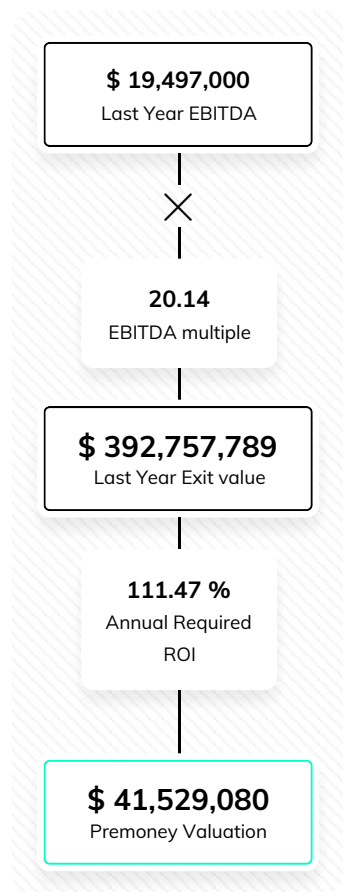 $ 19,497,000
Last Year EBITDA
20.14
EBITDA multiple
$ 392,757,789
Last Year Exit value
111.47 %
Annual Required
ROI
$ 41,529,080
Premoney Valuation